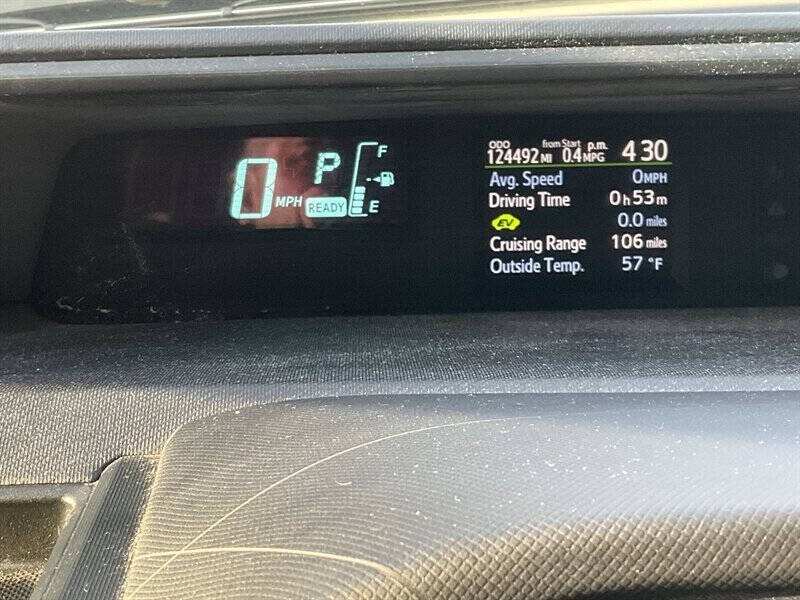 0 MPH P READY F E
ODO from Start p.m.
124492 MI 0.4 MPG 4 30
Avg. Speed 0 MPH
Driving Time 0 h 53 m
EV 0.0 miles
Cruising Range 106 miles
Outside Temp. 57 °F